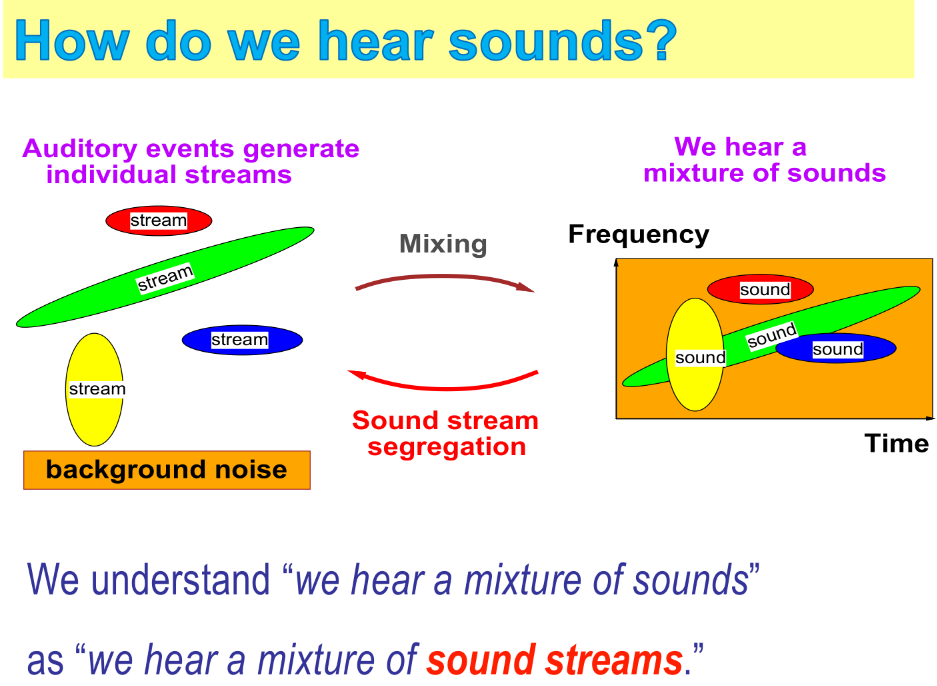 How do we hear sounds?
Auditory events generate
individual streams
We hear a
mixture of sounds
stream
stream
stream
stream
background noise
Mixing
Sound stream
segregation
Frequency
sound
sound
sound
sound
Time
We understand “we hear a mixture of sounds”
as “we hear a mixture of sound streams.”